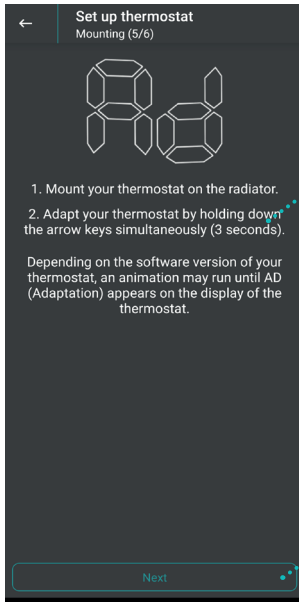 Set up thermostat
Mounting (5/6)
Ad
1. Mount your thermostat on the radiator.
2. Adapt your thermostat by holding down
the arrow keys simultaneously (3 seconds).
Depending on the software version of your
thermostat, an animation may run until AD
(Adaptation) appears on the display of the
thermostat.
Next